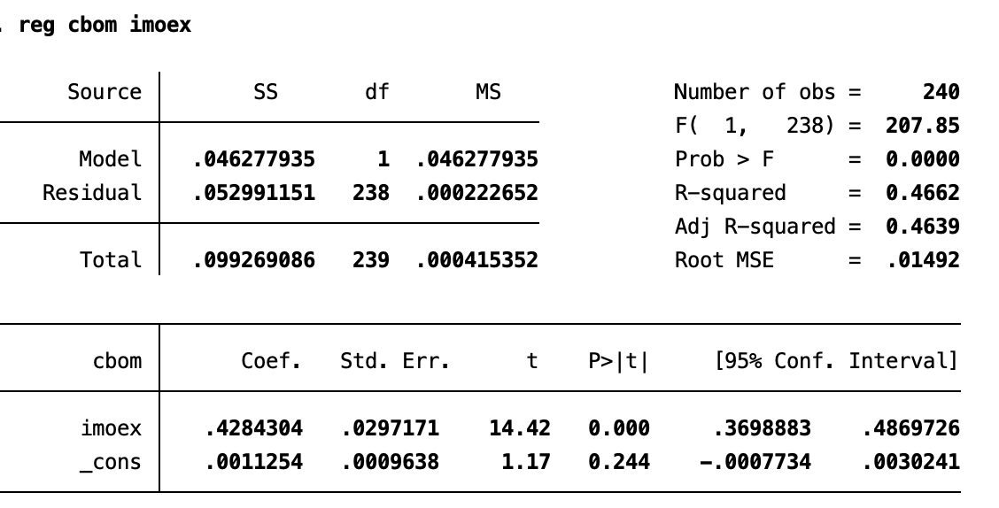 . reg cbom imoex
Source SS df MS Number of obs = 240
F( 1, 238) = 207.85
Model .046277935 1 .046277935 Prob > F = 0.0000
Residual .052991151 238 .000222652 R-squared = 0.4662
Adj R-squared = 0.4639
Total .099269086 239 .000415352 Root MSE = .01492
cbom Coef. Std. Err. t P>|t| [95% Conf. Interval]
imoex .4284304 .0297171 14.42 0.000 .3698883 .4869726
_cons .0011254 .0009638 1.17 0.244 -.0007734 .0030241